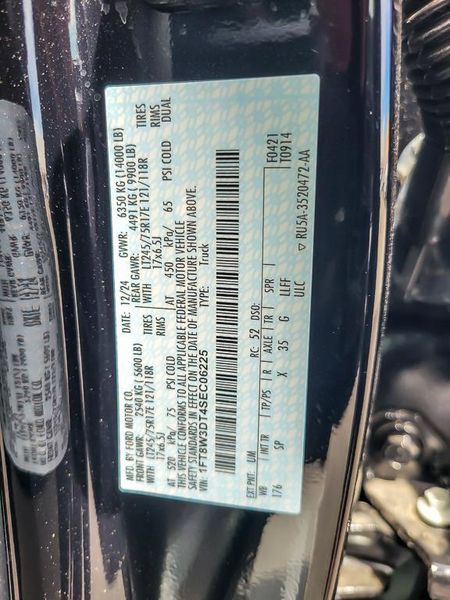 MFD. BY FORD MOTOR CO. DATE: 12/24 GVWR: 6350 KG (14000 LB)
FRONT GAWR: 2540 KG ( 5600 LB) REAR GAWR: 4491 KG ( 9900 LB)
LT245/75R17E 121/118R LT245/75R17E 121/118R TIRES
17x6.5J 17x6.5J RIMS
AT 520 kPa/ 75 PSI COLD AT 450 kPa/ 65 PSI COLD DUAL
THIS VEHICLE CONFORMS TO ALL APPLICABLE FEDERAL MOTOR VEHICLE
SAFETY STANDARDS IN EFFECT ON THE DATE OF MANUFACTURE SHOWN ABOVE.
VIN: 1FT8W3DT4SEC06225 TYPE: Truck
F0421
T0914
EXT PNT: UM RC: 52 DSO:
WB INT TR TP/PS R AXLE TR SPR
176 SP X 35 G LLFF
ULC
RU5A-3520472-AA
TIRES
RIMS